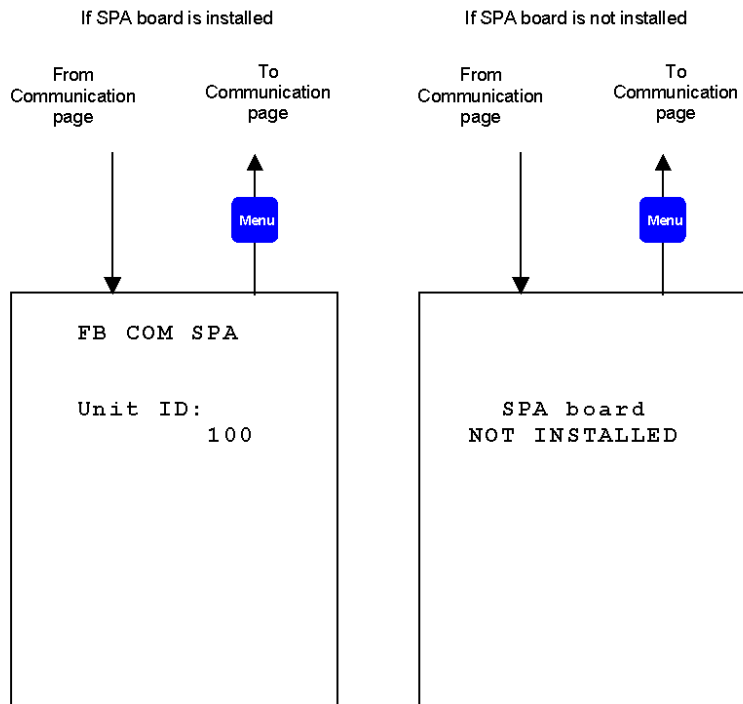 If SPA board is installed
From
Communication
page
To
Communication
page
Menu
FB COM SPA
Unit ID:
100
If SPA board is not installed
From
Communication
page
To
Communication
page
Menu
SPA board
NOT INSTALLED